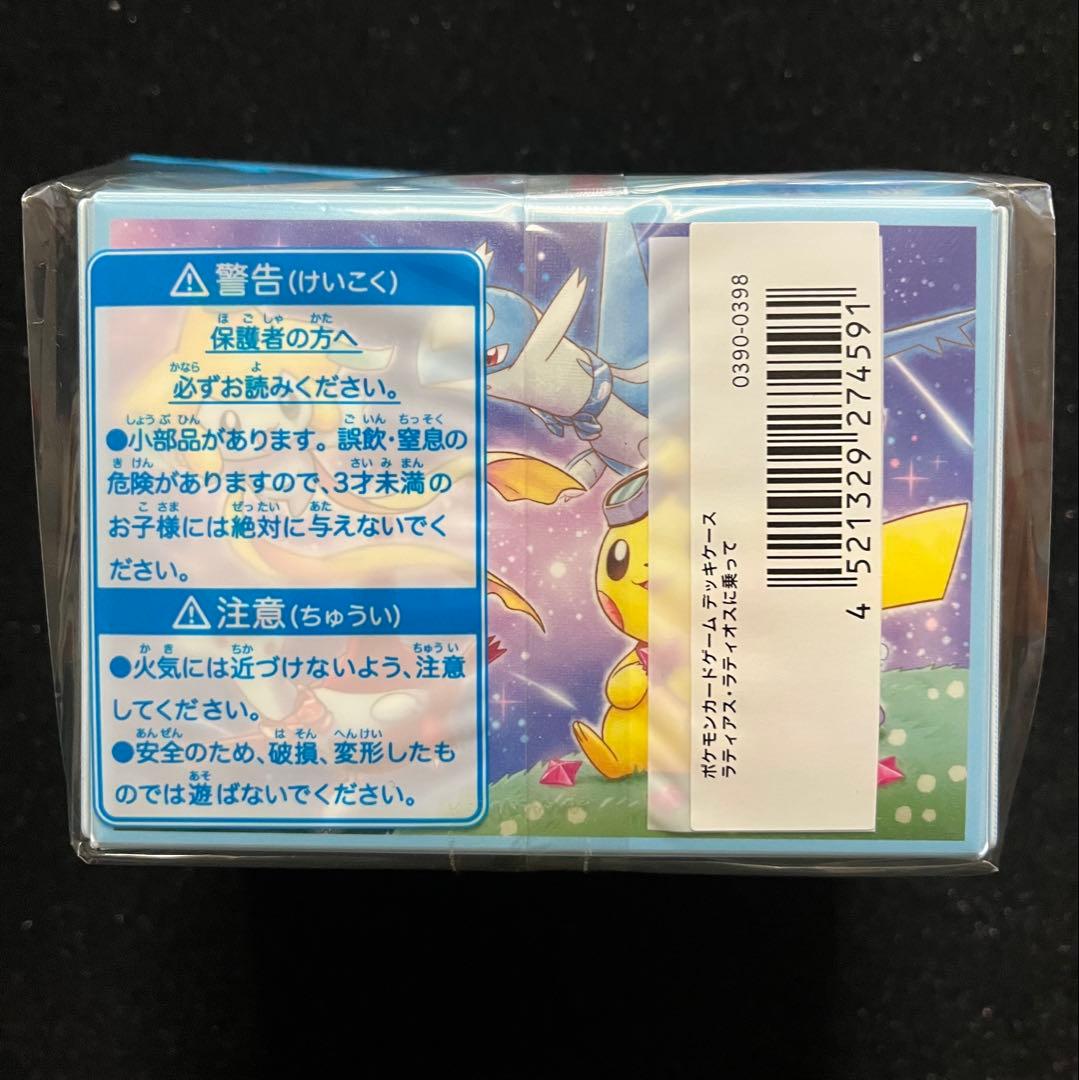 ⚠警告(けいこく)
ほごしゃ かた
保護者の方へ
かなら よ
必ずお読みください。
しょうぶひん ごいん ちっそく
●小部品があります。誤飲・窒息の
きけん さいみまん
危険がありますので、3才未満の
こさま ぜったい あた
お子様には絶対に与えないでく
ださい。
⚠注意(ちゅうい)
かき ちか ちゅうい
●火気には近づけないよう、注意
してください。
あんぜん はそん へんけい
●安全のため、破損、変形したも
あそ
のでは遊ばないでください。
0390-0398
4 521329 274591
ポケモンカードゲーム デッキケース
ラティアス・ラティオスに乗って